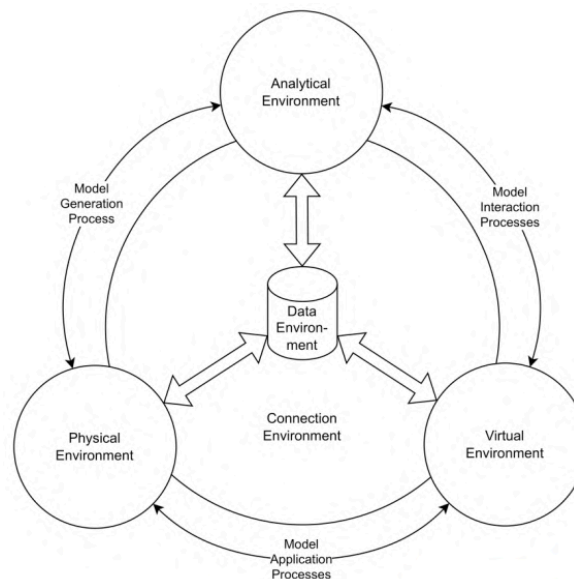 Analytical
Environment
Model
Generation
Process
Model
Interaction
Processes
Data
Environ-
ment
Physical
Environment
Connection
Environment
Virtual
Environment
Model
Application
Processes